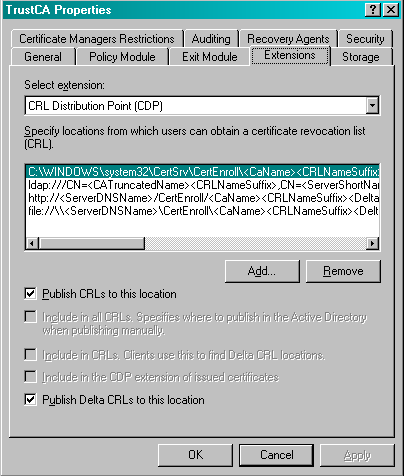 TrustCA Properties
Certificate Managers Restrictions Auditing Recovery Agents Security
General Policy Module Exit Module Extensions Storage
Select extension:
CRL Distribution Point (CDP)
Specify locations from which users can obtain a certificate revocation list
(CRL).
C:\WINDOWS\system32\CertSrv\CertEnroll\<CaName><CRLNameSuffix
ldap:///CN=<CATruncatedName><CRLNameSuffix>,CN=<ServerShortName
http://<ServerDNSName>/CertEnroll/<CaName><CRLNameSuffix><Delta
file://\\<ServerDNSName>\CertEnroll\<CaName><CRLNameSuffix><Delt
Add... Remove
Publish CRLs to this location
Include in all CRLs. Specifies where to publish in the Active Directory
when publishing manually.
Include in CRLs. Clients use this to find Delta CRL locations.
Include in the CDP extension of issued certificates
Publish Delta CRLs to this location
OK Cancel Apply